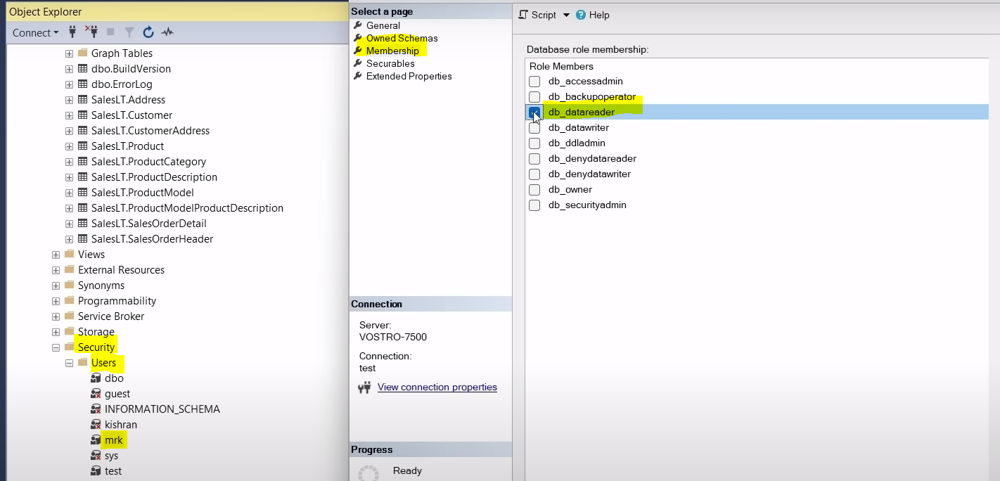 Object Explorer
Connect
Graph Tables
dbo.BuildVersion
dbo.ErrorLog
SalesLT.Address
SalesLT.Customer
SalesLT.CustomerAddress
SalesLT.Product
SalesLT.ProductCategory
SalesLT.ProductDescription
SalesLT.ProductModel
SalesLT.ProductModelProductDescription
SalesLT.SalesOrderDetail
SalesLT.SalesOrderHeader
Views
External Resources
Synonyms
Programmability
Service Broker
Storage
Security
Users
dbo
guest
INFORMATION_SCHEMA
kishran
mrk
sys
test
Select a page
General
Owned Schemas
Membership
Securables
Extended Properties
Connection
Server:
VOSTRO-7500
Connection:
test
View connection properties
Progress
Ready
Script Help
Database role membership:
Role Members
db_accessadmin
db_backupoperator
db_datareader
db_datawriter
db_ddladmin
db_denydatareader
db_denydatawriter
db_owner
db_securityadmin